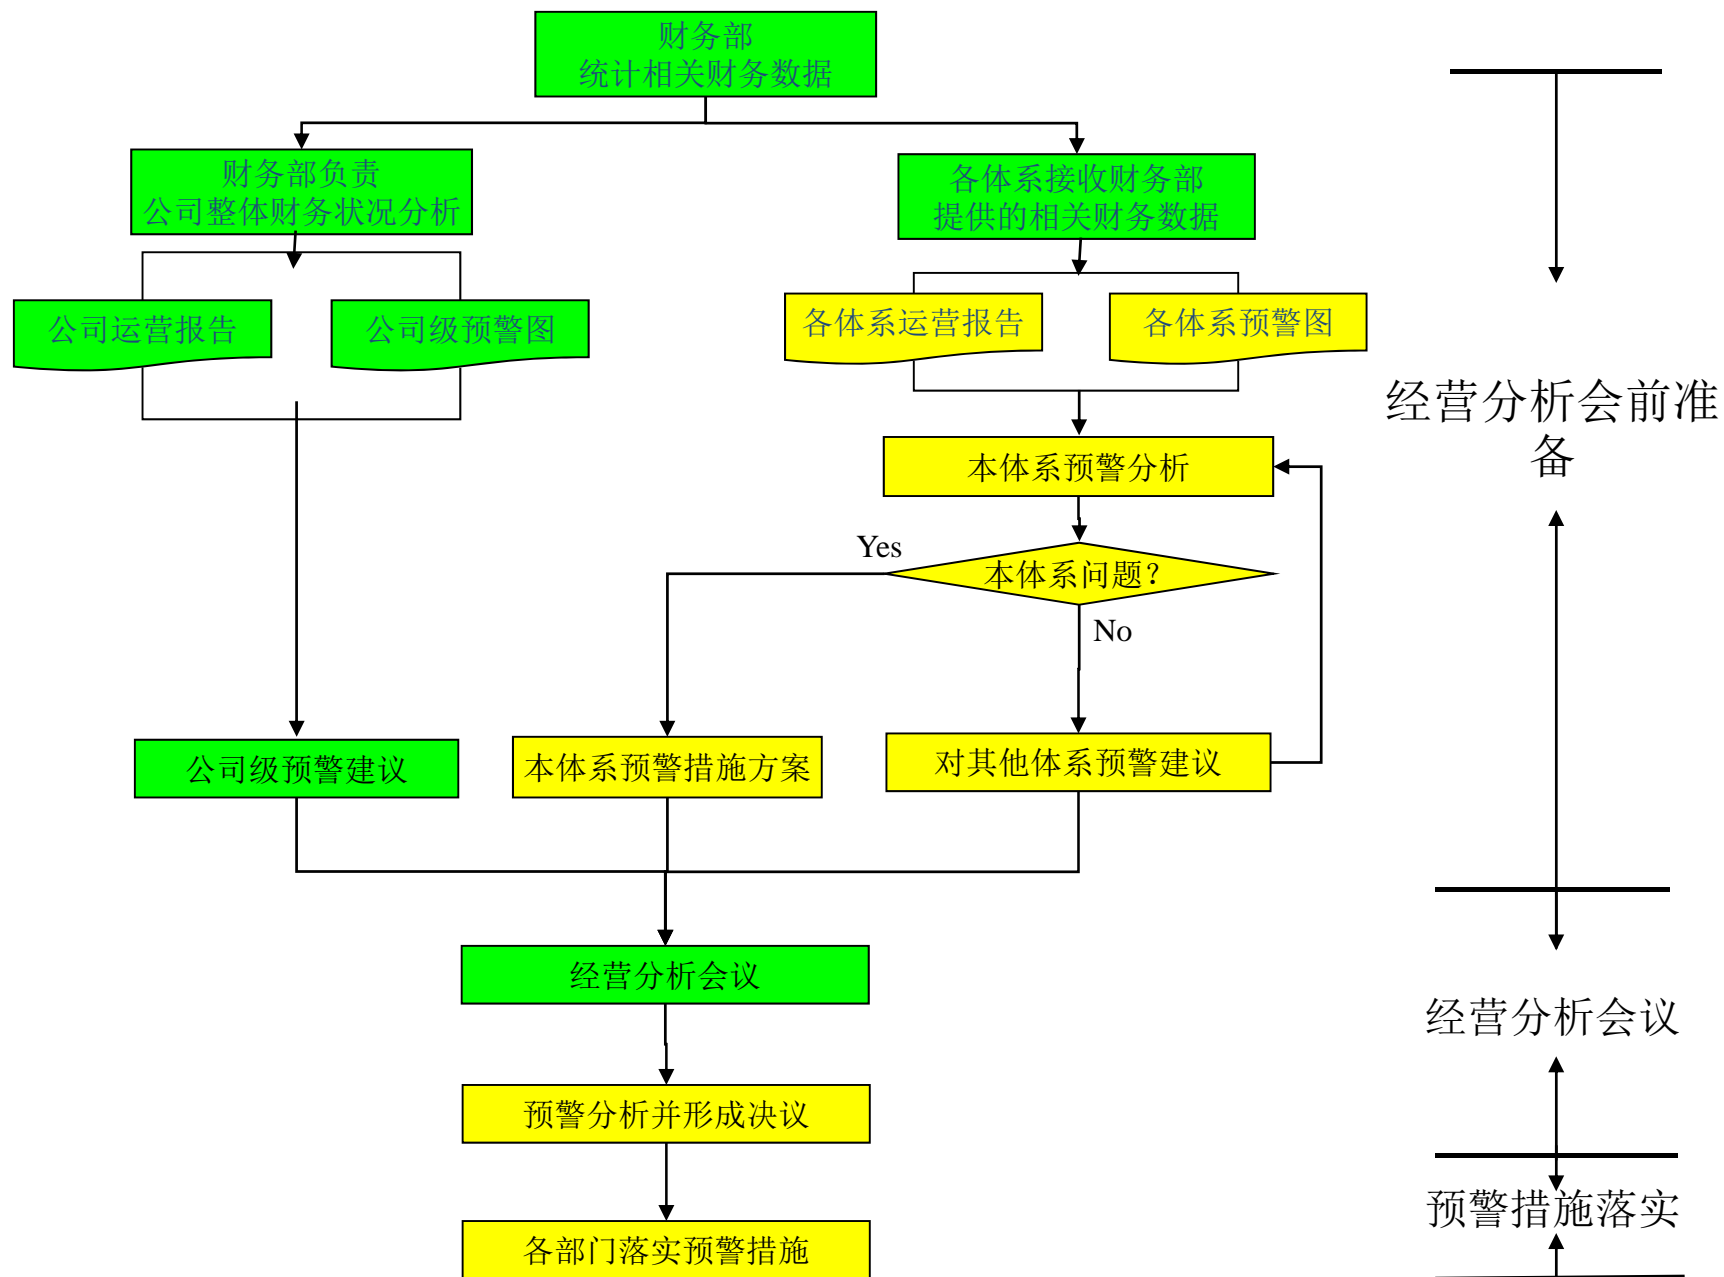 财务部
统计相关财务数据
财务部负责
公司整体财务状况分析
各体系接收财务部
提供的相关财务数据
公司运营报告
公司级预警图
各体系运营报告
各体系预警图
经营分析会前准
备
本体系预警分析
Yes
本体系问题？
No
公司级预警建议
本体系预警措施方案
对其他体系预警建议
经营分析会议
经营分析会议
预警分析并形成决议
预警措施落实
各部门落实预警措施